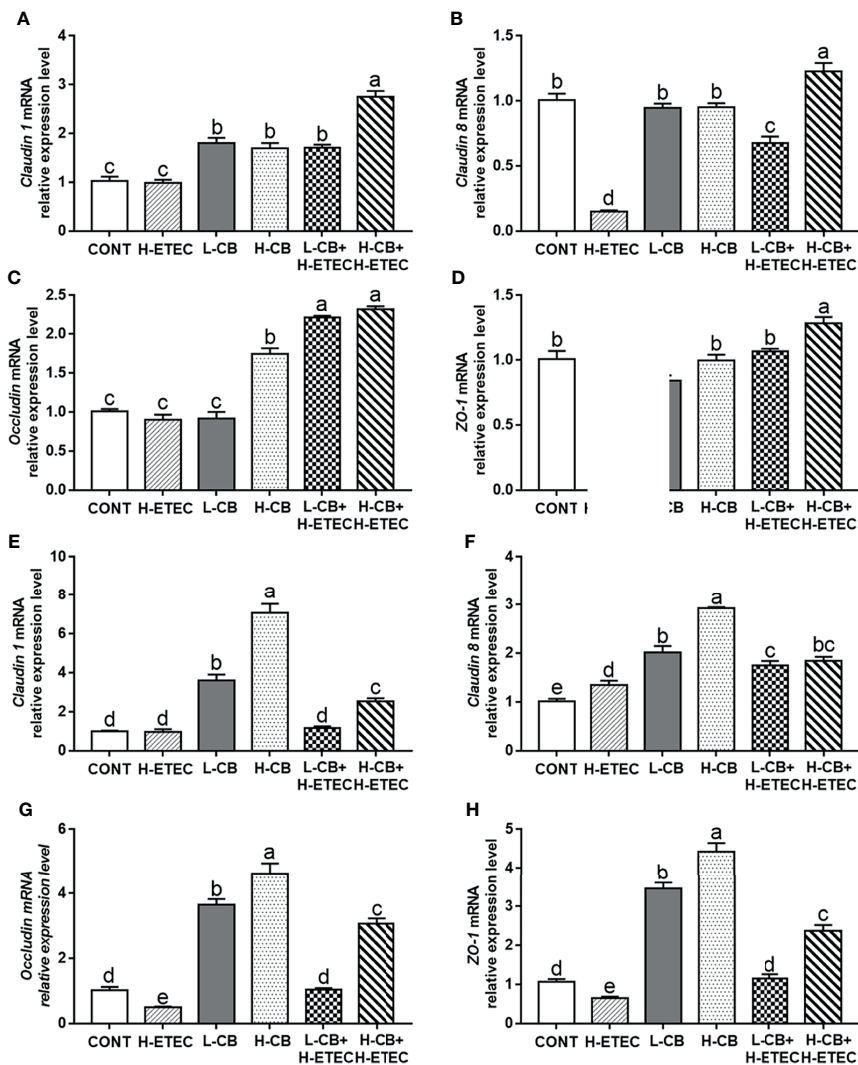 A
Claudin 1 mRNA
relative expression level
4
3
2
1
0
c
c
b
b
b
a
CONT H-ETEC L-CB H-CB L-CB+ H-CB+
H-ETEC H-ETEC
B
Claudin 8 mRNA
relative expression level
1.5
1.0
0.5
0.0
b
d
b
b
c
a
CONT H-ETEC L-CB H-CB L-CB+ H-CB+
H-ETEC H-ETEC
C
Occludin mRNA
relative expression level
2.5
2.0
1.5
1.0
0.5
0.0
c
c
c
b
a
a
CONT H-ETEC L-CB H-CB L-CB+ H-CB+
H-ETEC H-ETEC
D
ZO-1 mRNA
relative expression level
1.5
1.0
0.5
0.0
b
b
b
a
CONT H-CB L-CB+ H-CB+
H-ETEC H-ETEC
E
Claudin 1 mRNA
relative expression level
10
8
6
4
2
0
d
d
b
a
d
c
CONT H-ETEC L-CB H-CB L-CB+ H-CB+
H-ETEC H-ETEC
F
Claudin 8 mRNA
relative expression level
4
3
2
1
0
e
d
b
a
c
bc
CONT H-ETEC L-CB H-CB L-CB+ H-CB+
H-ETEC H-ETEC
G
Occludin mRNA
relative expression level
6
4
2
0
d
e
b
a
d
c
CONT H-ETEC L-CB H-CB L-CB+ H-CB+
H-ETEC H-ETEC
H
ZO-1 mRNA
relative expression level
5
4
3
2
1
0
d
e
b
a
d
c
CONT H-ETEC L-CB H-CB L-CB+ H-CB+
H-ETEC H-ETEC